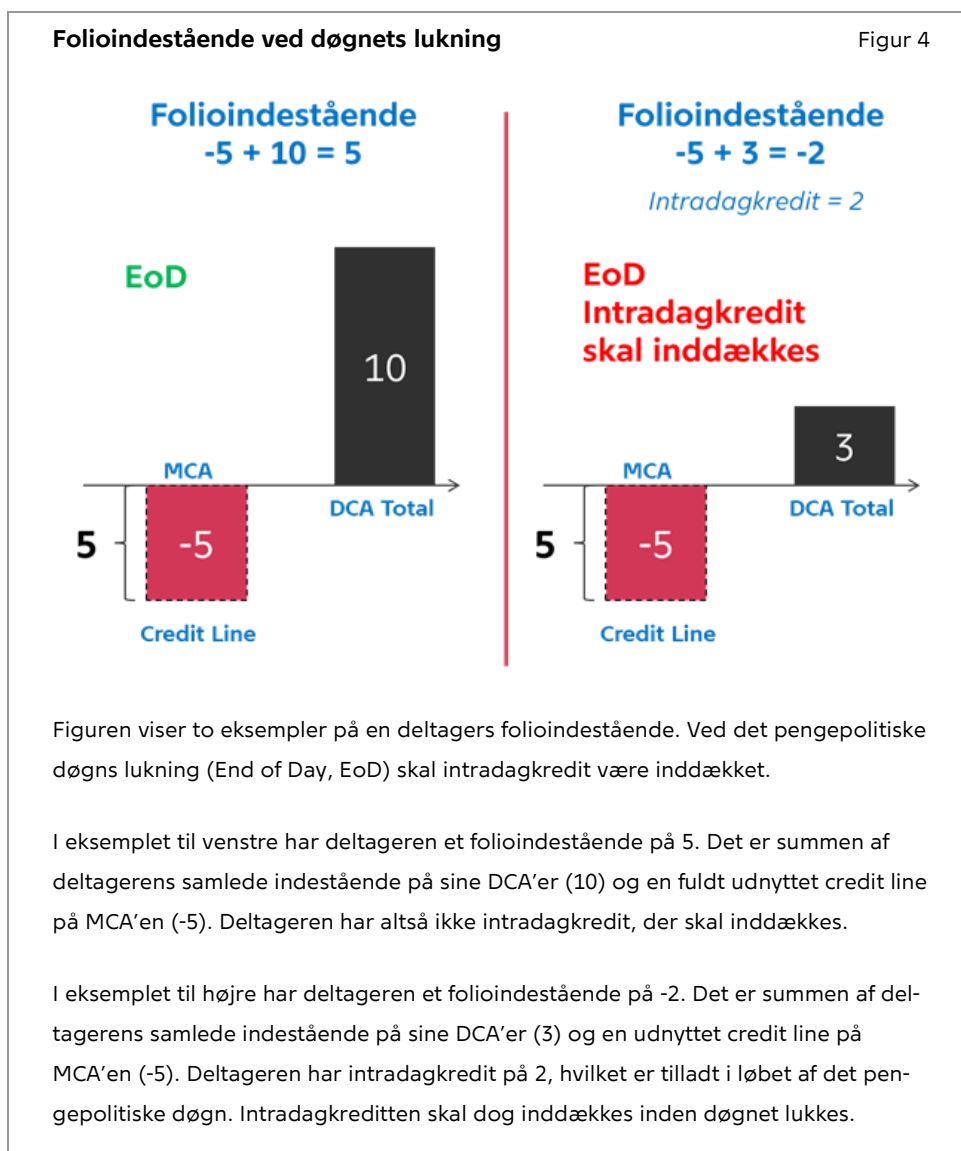 Folioindestående ved døgnets lukning
Figur 4
Folioindestående
-5 + 10 = 5
EoD
10
MCA
DCA Total
5
-5
Credit Line
Folioindestående
-5 + 3 = -2
Intradagkredit = 2
EoD
Intradagkredit
skal inddækkes
3
MCA
DCA Total
5
-5
Credit Line
Figuren viser to eksempler på en deltagers folioindestående. Ved det pengepolitiske
døgns lukning (End of Day, EoD) skal intradagkredit være inddækket.
I eksemplet til venstre har deltageren et folioindestående på 5. Det er summen af
deltagerens samlede indestående på sine DCA’er (10) og en fuldt udnyttet credit line
på MCA’en (-5). Deltageren har altså ikke intradagkredit, der skal inddækkes.
I eksemplet til højre har deltageren et folioindestående på -2. Det er summen af del-
tagerens samlede indestående på sine DCA’er (3) og en udnyttet credit line på
MCA’en (-5). Deltageren har intradagkredit på 2, hvilket er tilladt i løbet af det pen-
gepolitiske døgn. Intradagkreditten skal dog inddækkes inden døgnet lukkes.